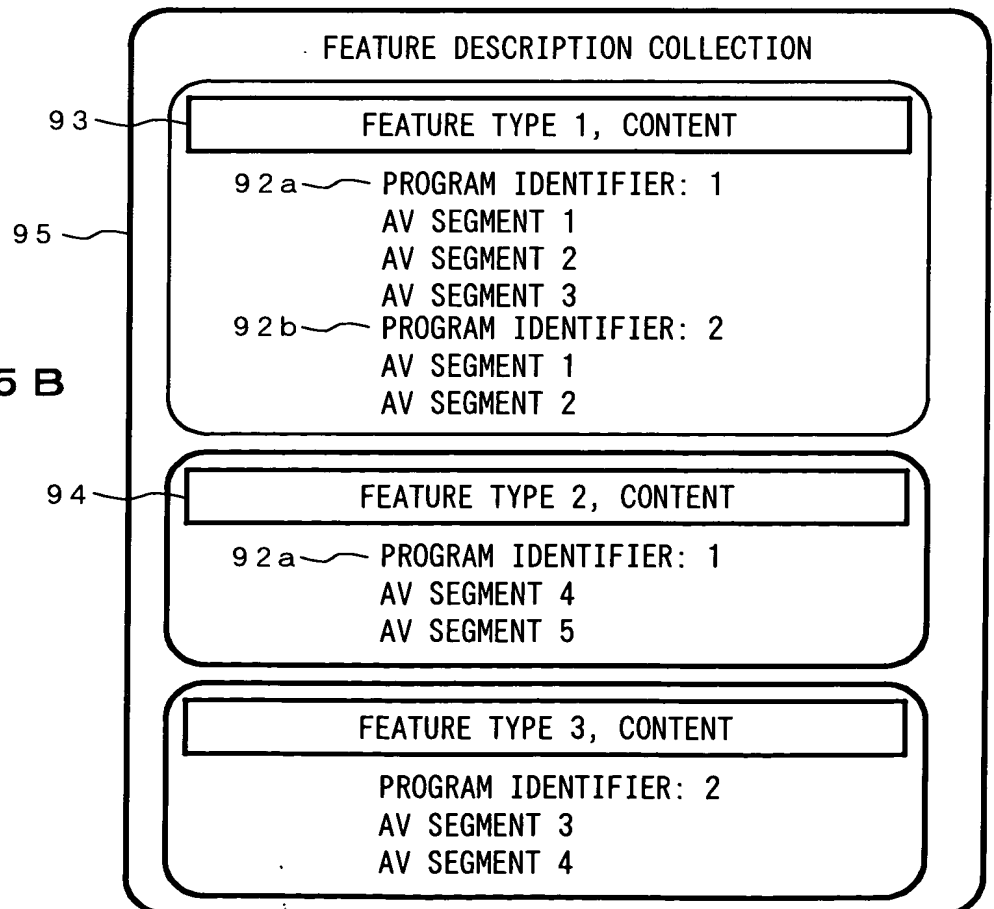 FEATURE DESCRIPTION COLLECTION
93
FEATURE TYPE 1, CONTENT
92a PROGRAM IDENTIFIER: 1
AV SEGMENT 1
95
AV SEGMENT 2
AV SEGMENT 3
92b PROGRAM IDENTIFIER: 2
AV SEGMENT 1
5 B
AV SEGMENT 2
94
FEATURE TYPE 2, CONTENT
92a PROGRAM IDENTIFIER: 1
AV SEGMENT 4
AV SEGMENT 5
FEATURE TYPE 3, CONTENT
PROGRAM IDENTIFIER: 2
AV SEGMENT 3
AV SEGMENT 4